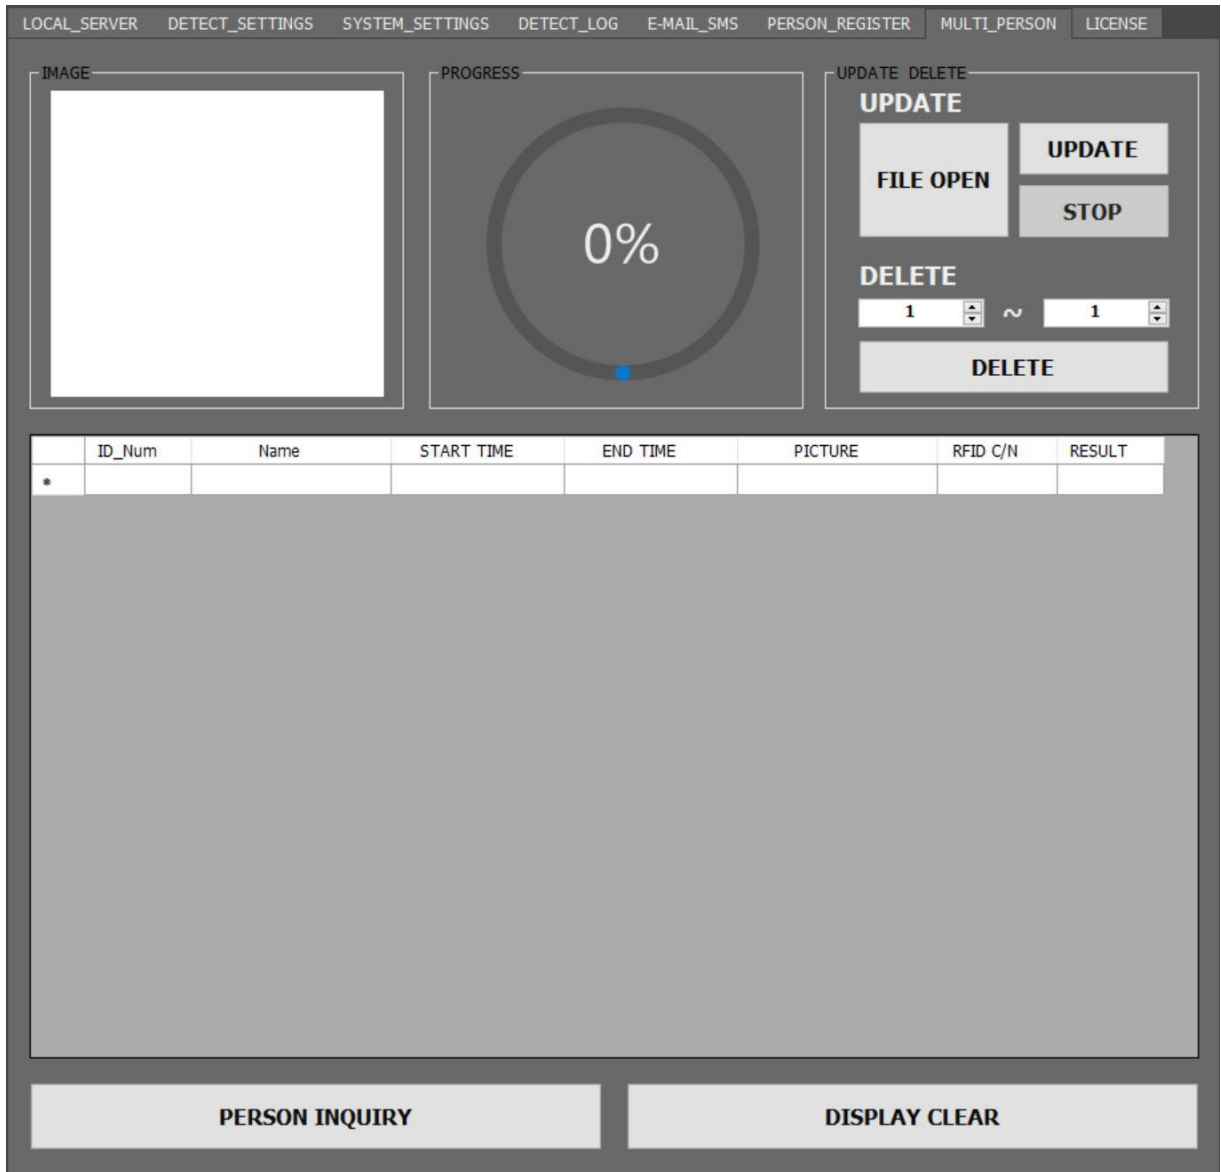 LOCAL_SERVER DETECT_SETTINGS SYSTEM_SETTINGS DETECT_LOG E-MAIL_SMS PERSON_REGISTER MULTI_PERSON LICENSE
IMAGE
PROGRESS
0%
UPDATE DELETE
UPDATE
FILE OPEN
UPDATE
STOP
DELETE
1 ~ 1
DELETE
ID_Num Name START TIME END TIME PICTURE RFID C/N RESULT
*
PERSON INQUIRY DISPLAY CLEAR